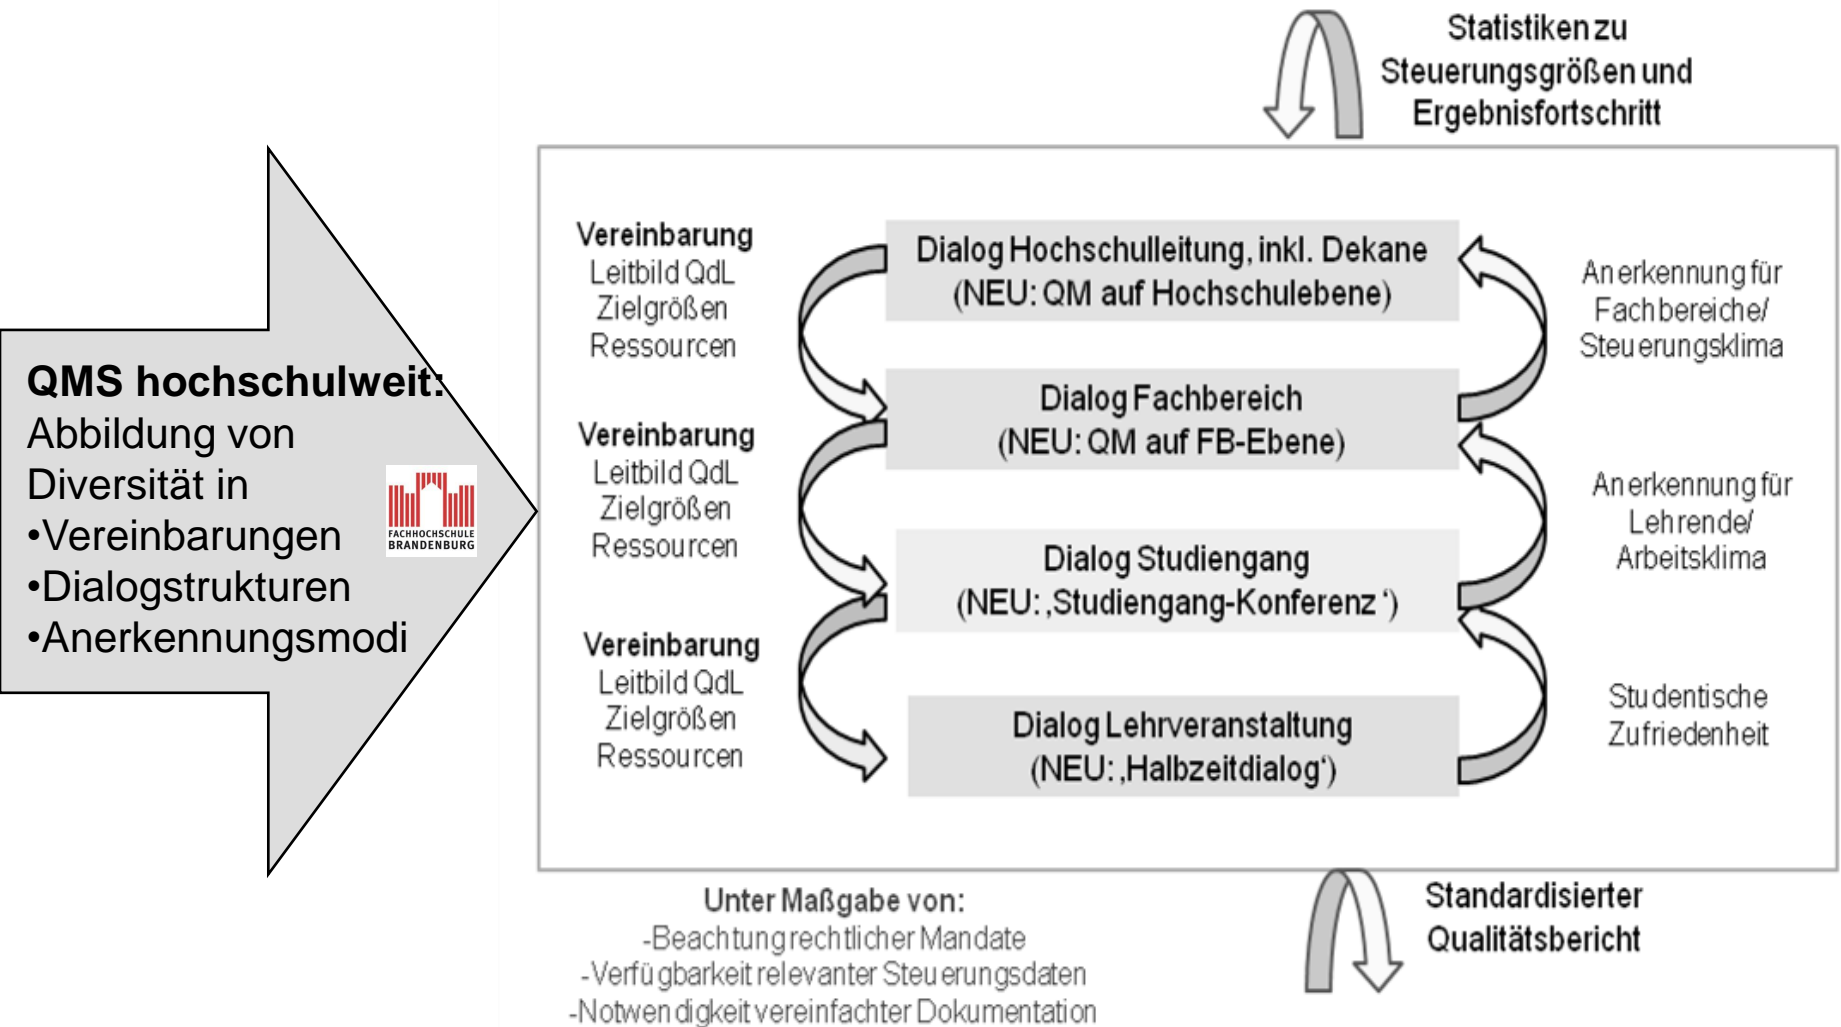 Statistiken zu
Steuerungsgrößen und
Ergebnisfortschritt
QMS hochschulweit:
Abbildung von
Diversität in
•Vereinbarungen
•Dialogstrukturen
•Anerkennungsmodi
FACHHOCHSCHULE
BRANDENBURG
Vereinbarung
Leitbild QdL
Zielgrößen
Ressourcen
Vereinbarung
Leitbild QdL
Zielgrößen
Ressourcen
Vereinbarung
Leitbild QdL
Zielgrößen
Ressourcen
Dialog Hochschulleitung, inkl. Dekane
(NEU: QM auf Hochschulebene)
Dialog Fachbereich
(NEU: QM auf FB-Ebene)
Dialog Studiengang
(NEU: ‚Studiengang-Konferenz ‘)
Dialog Lehrveranstaltung
(NEU: ‚Halbzeitdialog‘)
Anerkennung für
Fachbereiche/
Steuerungsklima
Anerkennung für
Lehrende/
Arbeitsklima
Studentische
Zufriedenheit
Unter Maßgabe von:
-Beachtung rechtlicher Mandate
-Verfügbarkeit relevanter Steuerungsdaten
-Notwendigkeit vereinfachter Dokumentation
Standardisierter
Qualitätsbericht